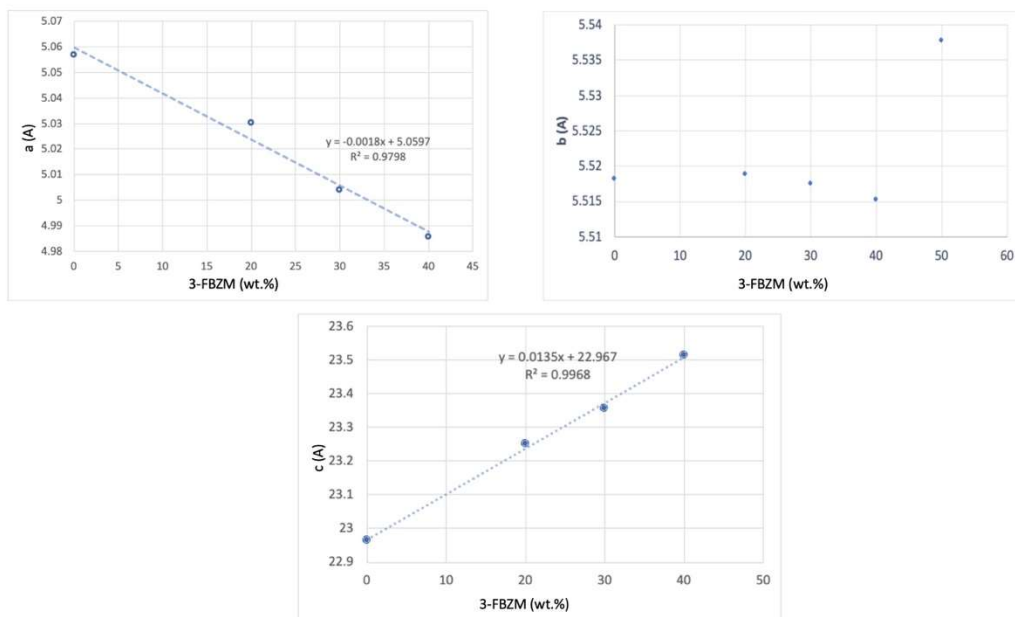 5.07
5.06
5.05
5.04
5.03
5.02
5.01
5
4.99
4.98
a (A)
y = -0.0018x + 5.0597
R² = 0.9798
0 5 10 15 20 25 30 35 40 45
3-FBZM (wt.%)
5.54
5.535
5.53
5.525
5.52
5.515
5.51
b (A)
0 10 20 30 40 50 60
3-FBZM (wt.%)
23.6
23.5
23.4
23.3
23.2
23.1
23
22.9
c (A)
y = 0.0135x + 22.967
R² = 0.9968
0 10 20 30 40 50
3-FBZM (wt.%)